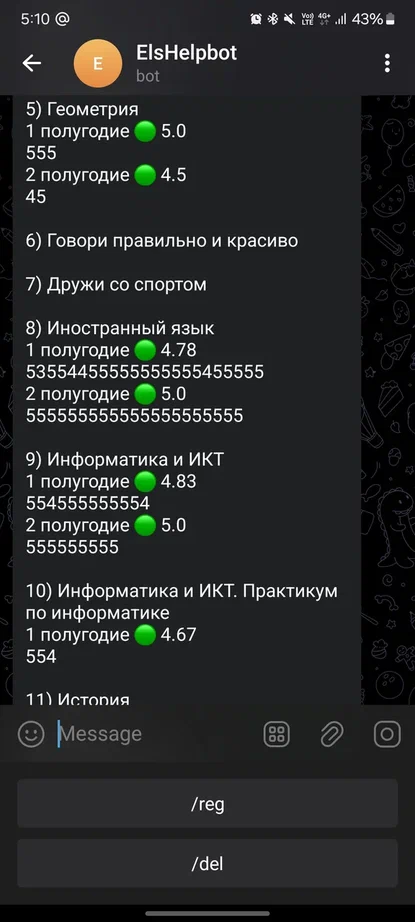 5:10
Vo) 4G+
LTE
43%
E
ElsHelpbot
bot
5) Геометрия
1 полугодие 5.0
555
2 полугодие 4.5
45
6) Говори правильно и красиво
7) Дружи со спортом
8) Иностранный язык
1 полугодие 4.78
53554455555555555455555
2 полугодие 5.0
555555555555555555555
9) Информатика и ИКТ
1 полугодие 4.83
554555555554
2 полугодие 5.0
555555555
10) Информатика и ИКТ. Практикум
по информатике
1 полугодие 4.67
554
11) История
Message
/reg
/del